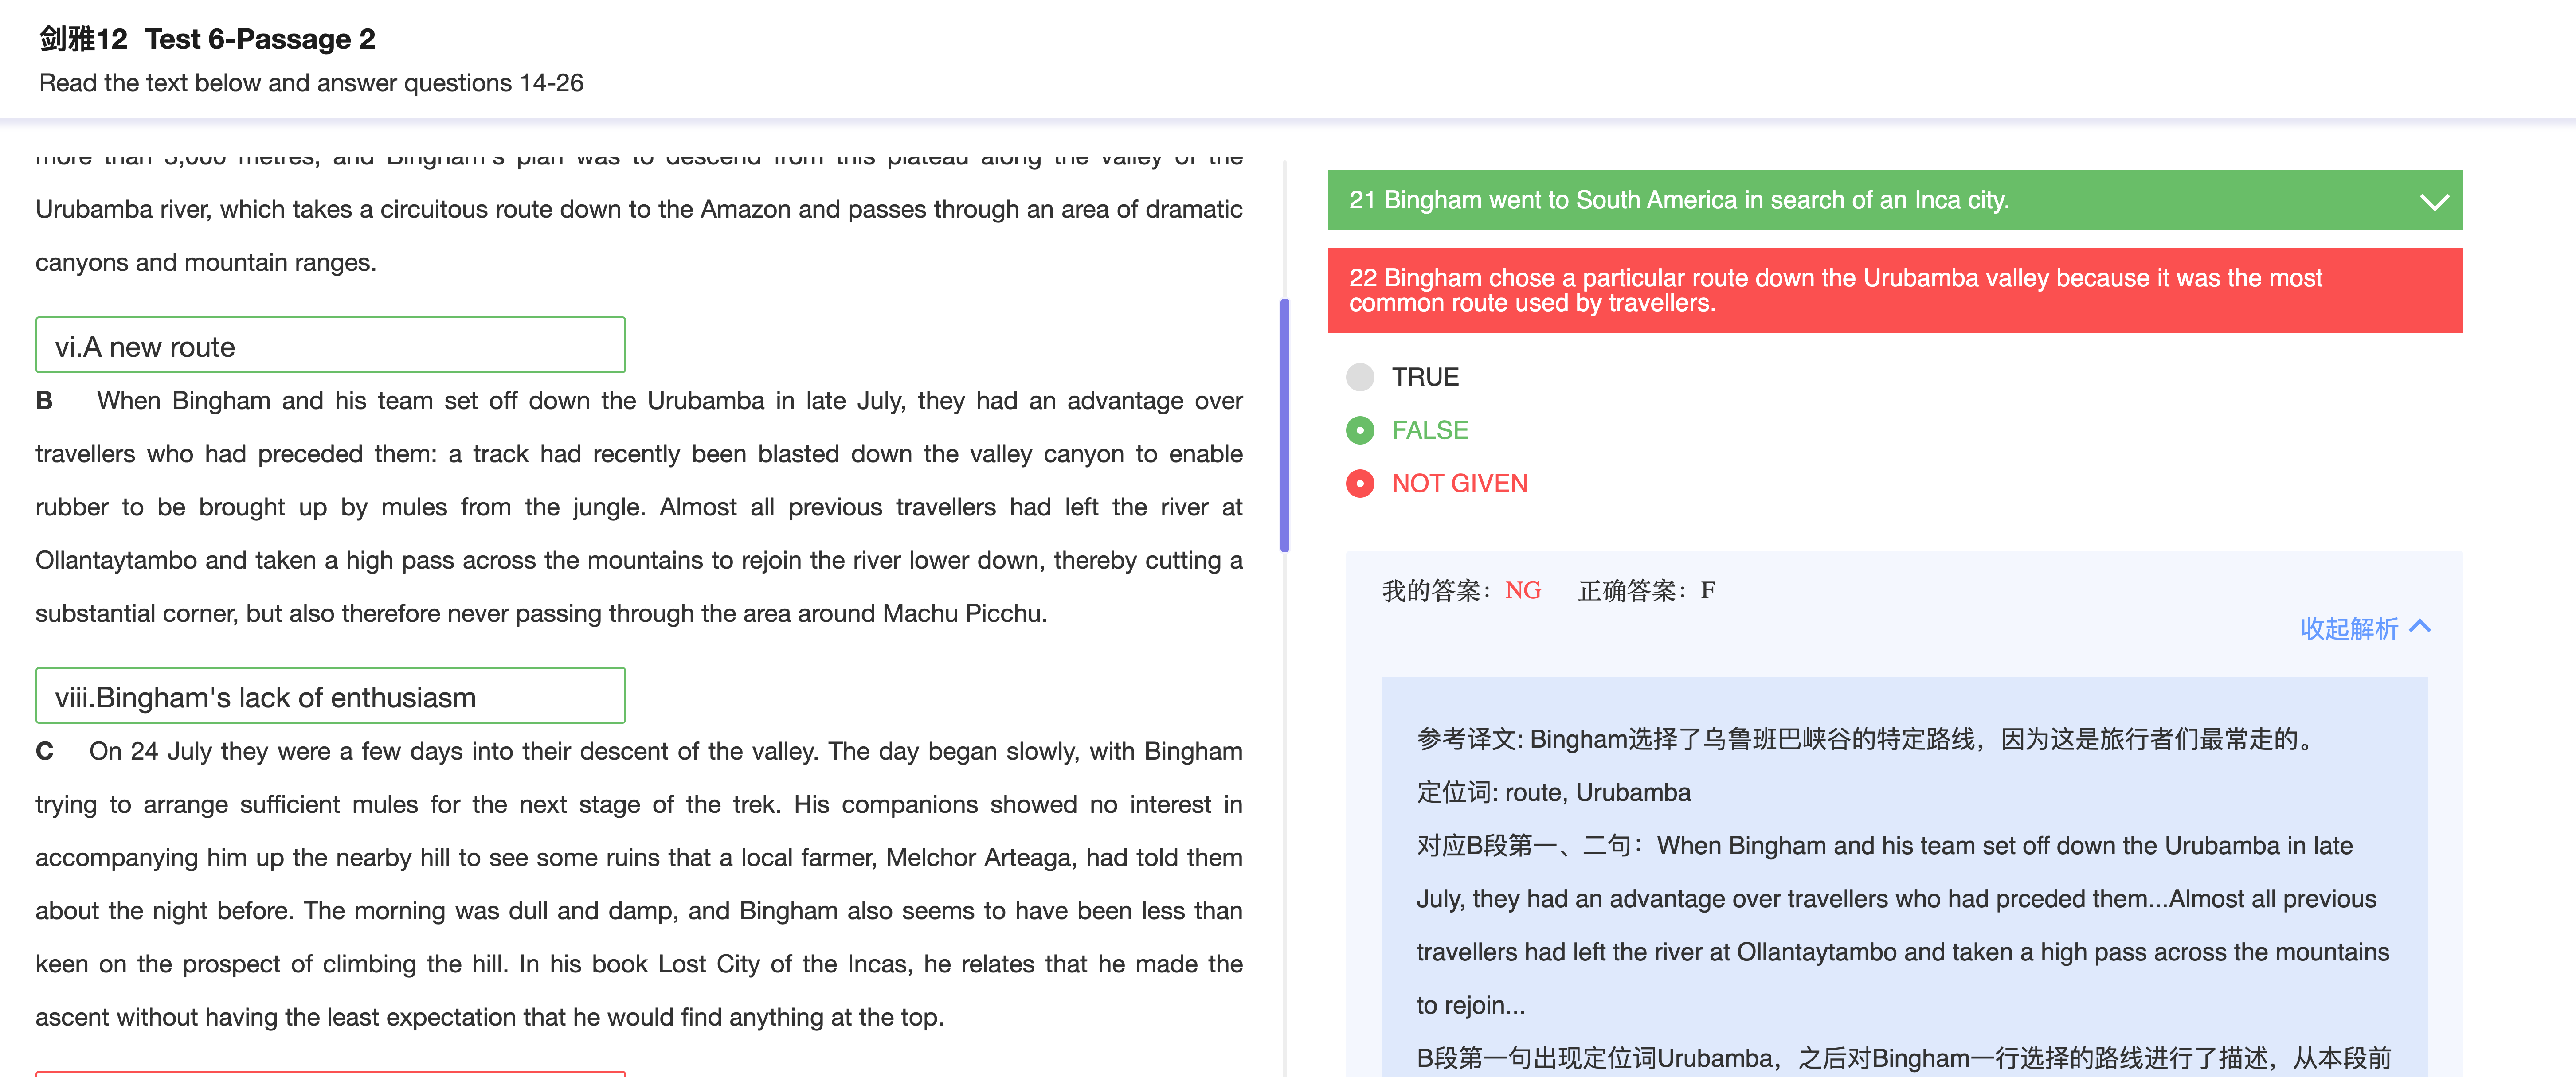 剑雅12 Test 6-Passage 2
Read the text below and answer questions 14-26
more than 3,000 metres, and Bingham's plan was to descend from this plateau along the valley of the
Urubamba river, which takes a circuitous route down to the Amazon and passes through an area of dramatic
canyons and mountain ranges.
vi.A new route
B When Bingham and his team set off down the Urubamba in late July, they had an advantage over
travellers who had preceded them: a track had recently been blasted down the valley canyon to enable
rubber to be brought up by mules from the jungle. Almost all previous travellers had left the river at
Ollantaytambo and taken a high pass across the mountains to rejoin the river lower down, thereby cutting a
substantial corner, but also therefore never passing through the area around Machu Picchu.
viii.Bingham's lack of enthusiasm
C On 24 July they were a few days into their descent of the valley. The day began slowly, with Bingham
trying to arrange sufficient mules for the next stage of the trek. His companions showed no interest in
accompanying him up the nearby hill to see some ruins that a local farmer, Melchor Arteaga, had told them
about the night before. The morning was dull and damp, and Bingham also seems to have been less than
keen on the prospect of climbing the hill. In his book Lost City of the Incas, he relates that he made the
ascent without having the least expectation that he would find anything at the top.
21 Bingham went to South America in search of an Inca city.
22 Bingham chose a particular route down the Urubamba valley because it was the most
common route used by travellers.
TRUE
FALSE
NOT GIVEN
我的答案：NG 正确答案：F
收起解析
参考译文: Bingham选择了乌鲁班巴峡谷的特定路线，因为这是旅行者们最常走的。
定位词: route, Urubamba
对应B段第一、二句：When Bingham and his team set off down the Urubamba in late
July, they had an advantage over travellers who had prceded them...Almost all previous
travellers had left the river at Ollantaytambo and taken a high pass across the mountains
to rejoin...
B段第一句出现定位词Urubamba，之后对Bingham一行选择的路线进行了描述，从本段前